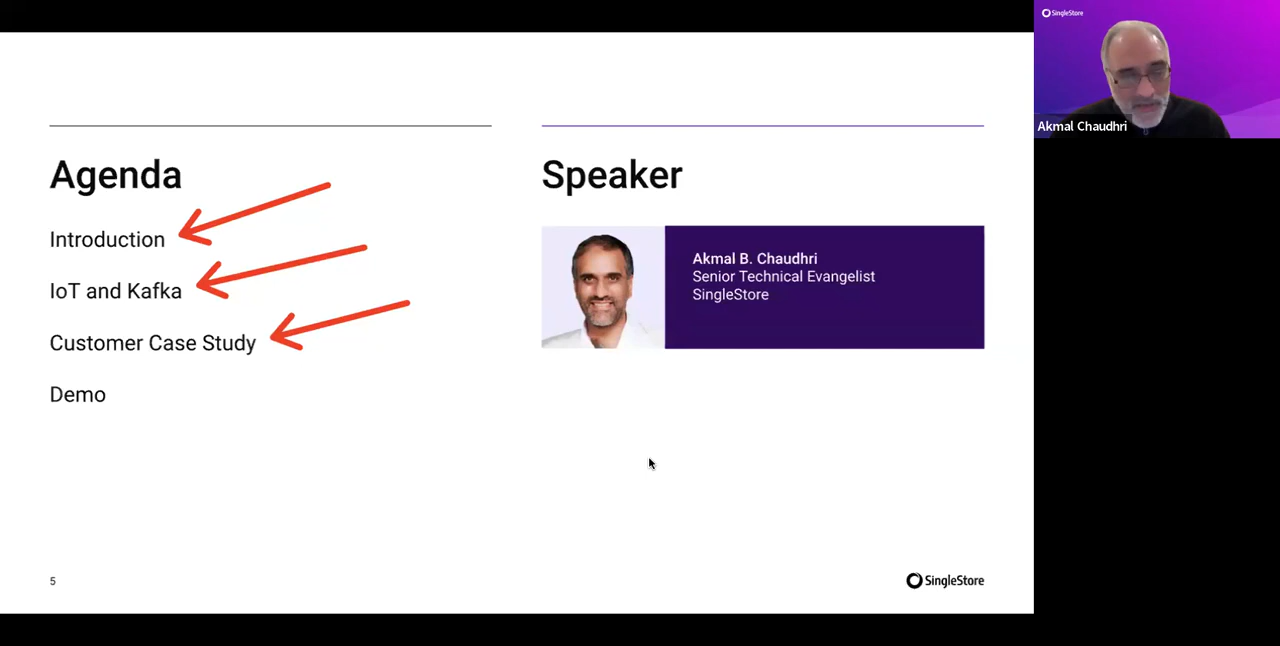 Agenda
Introduction
IoT and Kafka
Customer Case Study
Demo
Speaker
Akmal B. Chaudhri
Senior Technical Evangelist
SingleStore
5
SingleStore
SingleStore
Akmal Chaudhri